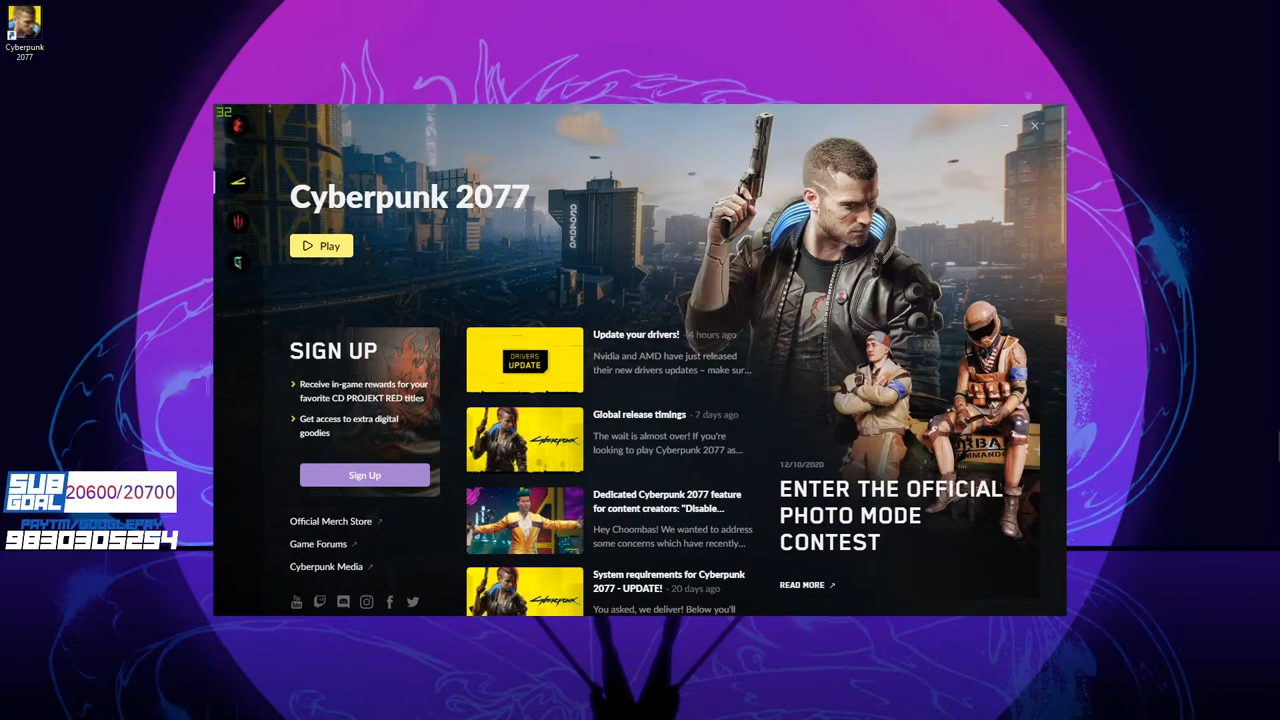 Cyberpunk
2077
32
Cyberpunk 2077
Play
SIGN UP
Receive in-game rewards for your
favorite CD PROJEKT RED titles
Get access to extra digital
goodies
Sign Up
Official Merch Store
Game Forums
Cyberpunk Media
DRIVERS
UPDATE
Update your drivers! · 4 hours ago
Nvidia and AMD have just released
their new drivers updates – make sur...
Cyberpunk
Global release timings · 7 days ago
The wait is almost over! If you're
looking to play Cyberpunk 2077 as...
Dedicated Cyberpunk 2077 feature
for content creators: "Disable...
Hey Choombas! We wanted to address
some concerns which have recently...
Cyberpunk
System requirements for Cyberpunk
2077 - UPDATE! · 20 days ago
You asked, we deliver! Below you'll
12/10/2020
ENTER THE OFFICIAL
PHOTO MODE
CONTEST
READ MORE
SUB
GOAL
20600/20700
PAYTM/GOOGLEPAY
9830305254